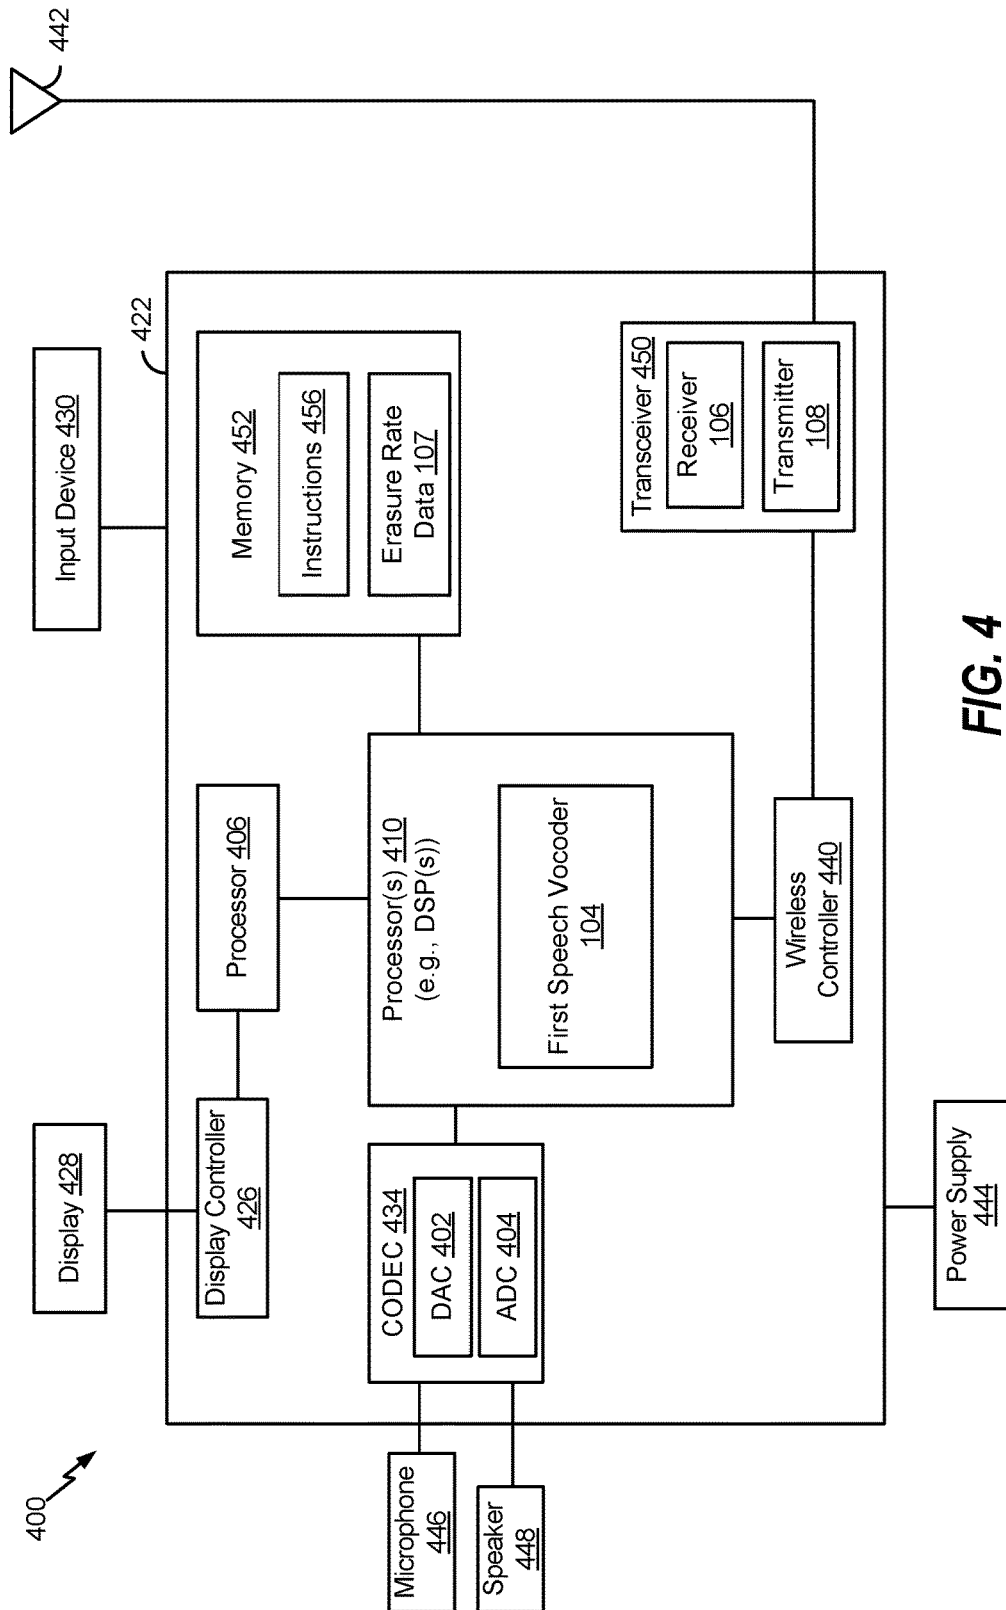 400
442
Display 428
Input Device 430
422
Display Controller
426
Processor 406
Memory 452
Instructions 456
Erasure Rate
Data 107
Microphone
446
Speaker
448
CODEC 434
DAC 402
ADC 404
Processor(s) 410
(e.g., DSP(s))
First Speech Vocoder
104
Transceiver 450
Receiver
106
Transmitter
108
Wireless
Controller 440
Power Supply
444
FIG. 4